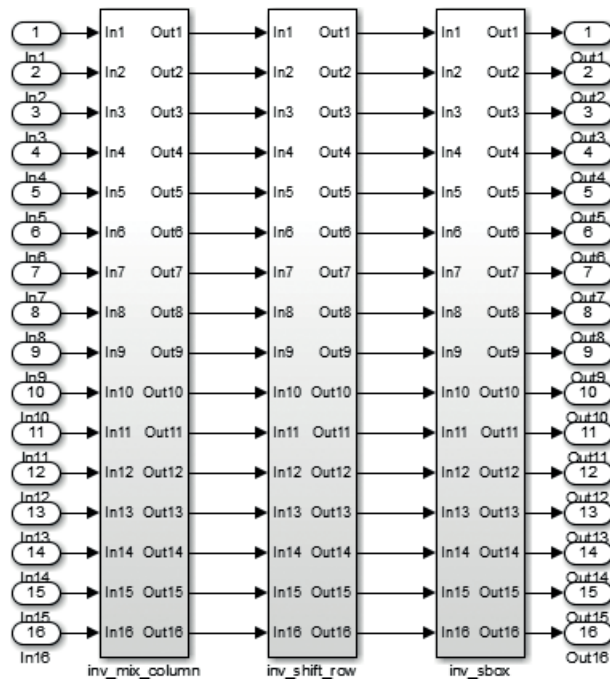 1 In1 Out1 In1 Out1 In1 Out1 1
In1 Out1
2 In2 Out2 In2 Out2 In2 Out2 2
In2 Out2
3 In3 Out3 In3 Out3 In3 Out3 3
In3 Out3
4 In4 Out4 In4 Out4 In4 Out4 4
In4 Out4
5 In5 Out5 In5 Out5 In5 Out5 5
In5 Out5
6 In6 Out6 In6 Out6 In6 Out6 6
In6 Out6
7 In7 Out7 In7 Out7 In7 Out7 7
In7 Out7
8 In8 Out8 In8 Out8 In8 Out8 8
In8 Out8
9 In9 Out9 In9 Out9 In9 Out9 9
In9 Out9
10 In10 Out10 In10 Out10 In10 Out10 10
In10 Out10
11 In11 Out11 In11 Out11 In11 Out11 11
In11 Out11
12 In12 Out12 In12 Out12 In12 Out12 12
In12 Out12
13 In13 Out13 In13 Out13 In13 Out13 13
In13 Out13
14 In14 Out14 In14 Out14 In14 Out14 14
In14 Out14
15 In15 Out15 In15 Out15 In15 Out15 15
In15 Out15
16 In16 Out16 In16 Out16 In16 Out16 16
In16 Out16
inv_mix_column inv_shift_row inv_sbox